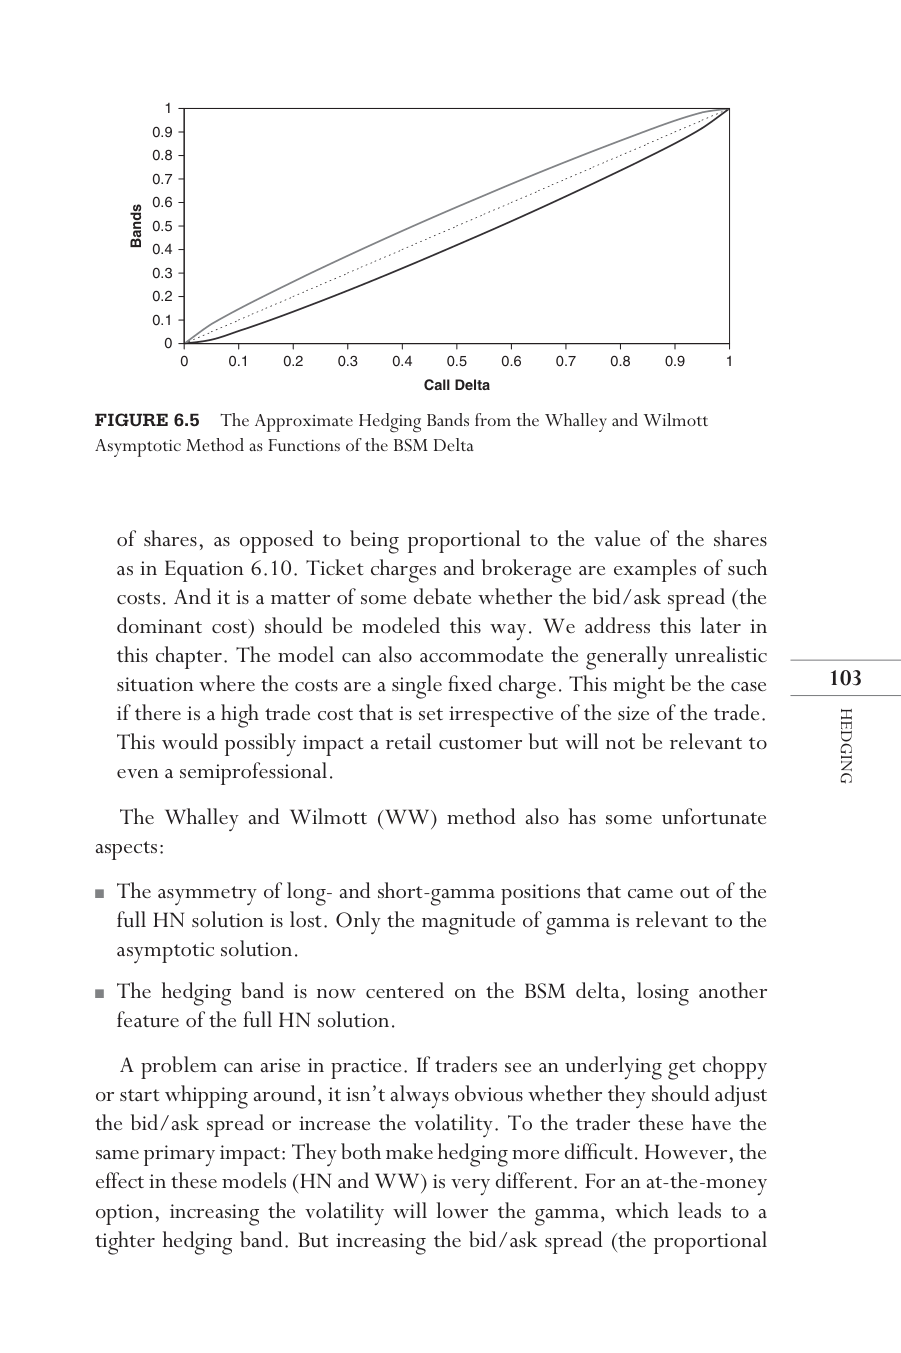 1
0.9
0.8
0.7
0.6
0.5
0.4
0.3
0.2
0.1
0
Bands
0 0.1 0.2 0.3 0.4 0.5 0.6 0.7 0.8 0.9 1
Call Delta
FIGURE 6.5 The Approximate Hedging Bands from the Whalley and Wilmott
Asymptotic Method as Functions of the BSM Delta
of shares, as opposed to being proportional to the value of the shares
as in Equation 6.10. Ticket charges and brokerage are examples of such
costs. And it is a matter of some debate whether the bid/ask spread (the
dominant cost) should be modeled this way. We address this later in
this chapter. The model can also accommodate the generally unrealistic
situation where the costs are a single fixed charge. This might be the case
if there is a high trade cost that is set irrespective of the size of the trade.
This would possibly impact a retail customer but will not be relevant to
even a semiprofessional.
The Whalley and Wilmott (WW) method also has some unfortunate
aspects:
■ The asymmetry of long- and short-gamma positions that came out of the
full HN solution is lost. Only the magnitude of gamma is relevant to the
asymptotic solution.
■ The hedging band is now centered on the BSM delta, losing another
feature of the full HN solution.
A problem can arise in practice. If traders see an underlying get choppy
or start whipping around, it isn't always obvious whether they should adjust
the bid/ask spread or increase the volatility. To the trader these have the
same primary impact: They both make hedging more difficult. However, the
effect in these models (HN and WW) is very different. For an at-the-money
option, increasing the volatility will lower the gamma, which leads to a
tighter hedging band. But increasing the bid/ask spread (the proportional
103
HEDGING